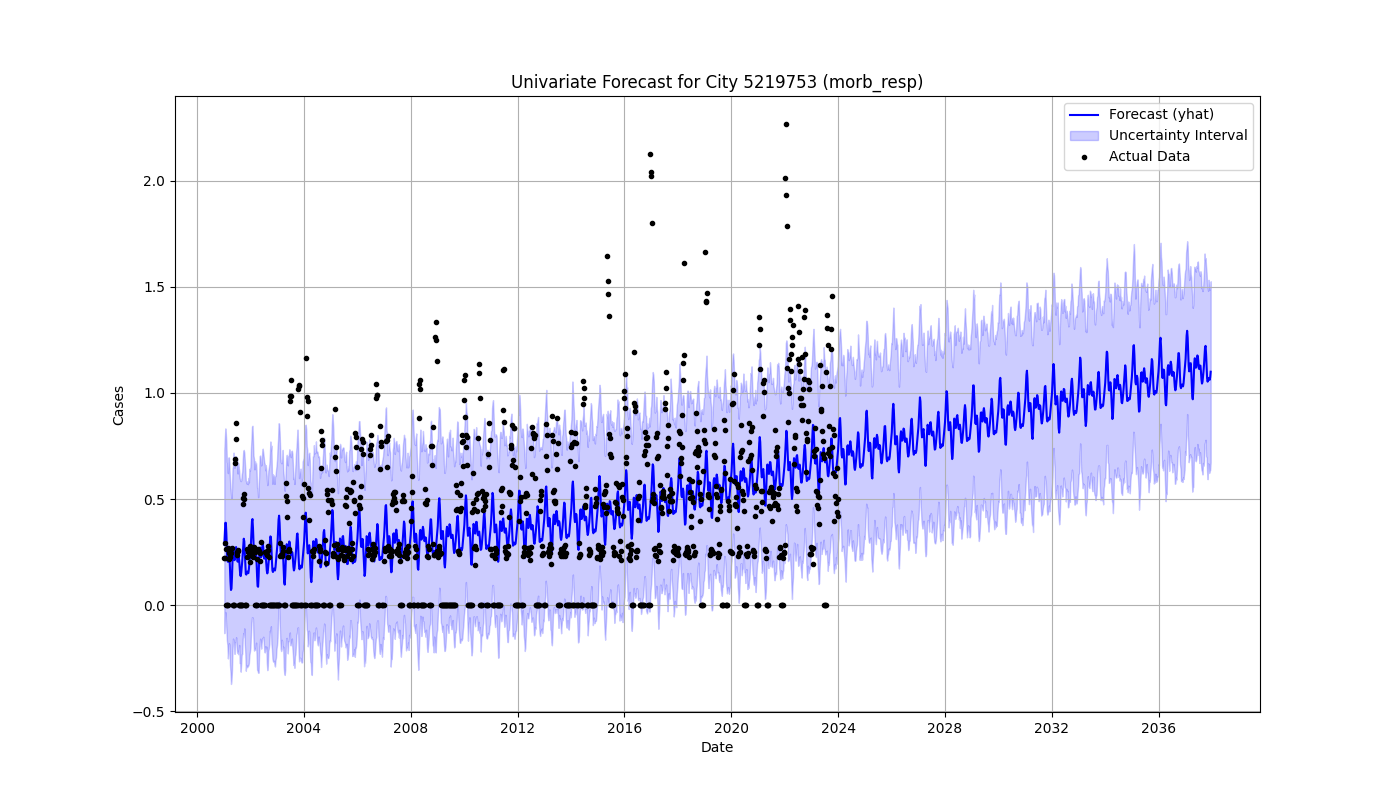 Univariate Forecast for City 5219753 (morb_resp)
Forecast (yhat)
Uncertainty Interval
Actual Data
Cases
2.0
1.5
1.0
0.5
0.0
−0.5
2000 2004 2008 2012 2016 2020 2024 2028 2032 2036
Date